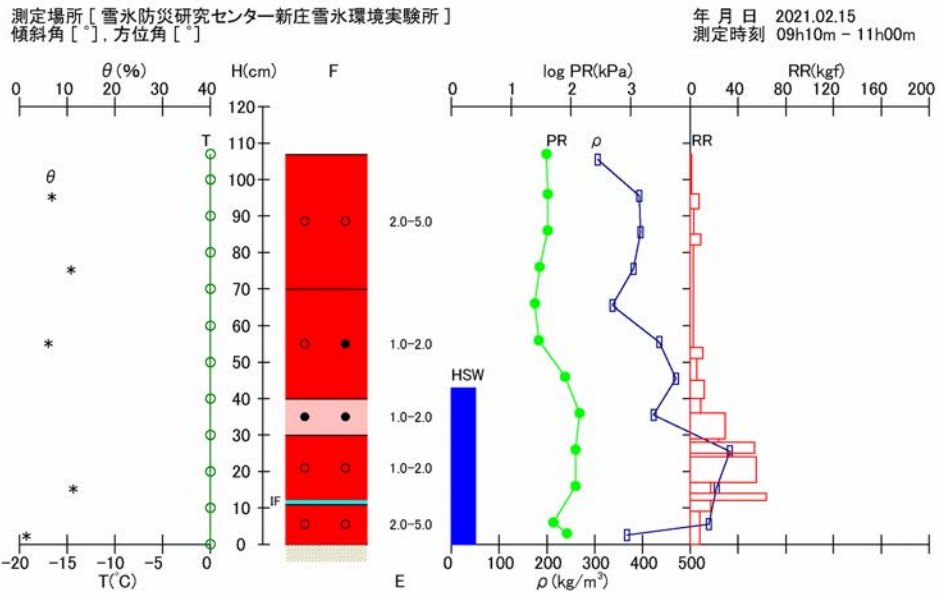 測定場所 [ 雪氷防災研究センター新庄雪氷環境実験所 ]
傾斜角 [ ° ] , 方位角 [ ° ]
年 月 日 2021.02.15
測定時刻 09h10m − 11h00m
θ (%) H(cm) F log PR(kPa) RR(kgf)
0 10 20 30 40
0 1 2 3 0 40 80 120 160 200
120
110
100
90
80
70
60
50
40
30
20
10
0
T
θ
PR ρ RR
2.0−5.0
1.0−2.0
1.0−2.0
1.0−2.0
2.0−5.0
HSW
IF
−20 −15 −10 −5 0
T(℃)
E
0 100 200 300 400 500
ρ (kg/m³)